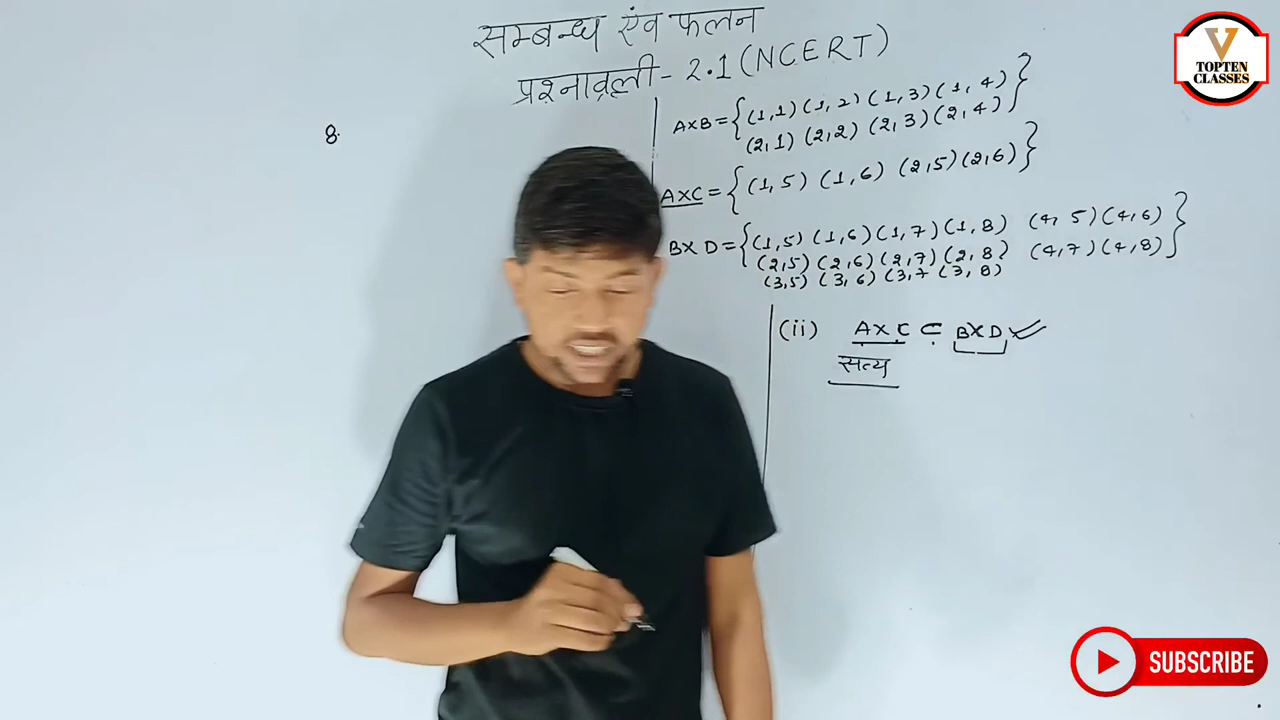 सम्बन्ध एंव फलन
प्रश्नावली - 2.1 (NCERT)
8.
A×B = {(1,1) (1,2) (1,3) (1,4)
(2,1) (2,2) (2,3) (2,4)}
A×C = {(1,5) (1,6) (2,5) (2,6)}
B×D = {(1,5) (1,6) (1,7) (1,8) (4,5) (4,6)
(2,5) (2,6) (2,7) (2,8) (4,7) (4,8)}
(3,5) (3,6) (3,7 (3,8)
(ii) A×C ⊂ B×D
सत्य
V
TOPTEN
CLASSES
SUBSCRIBE